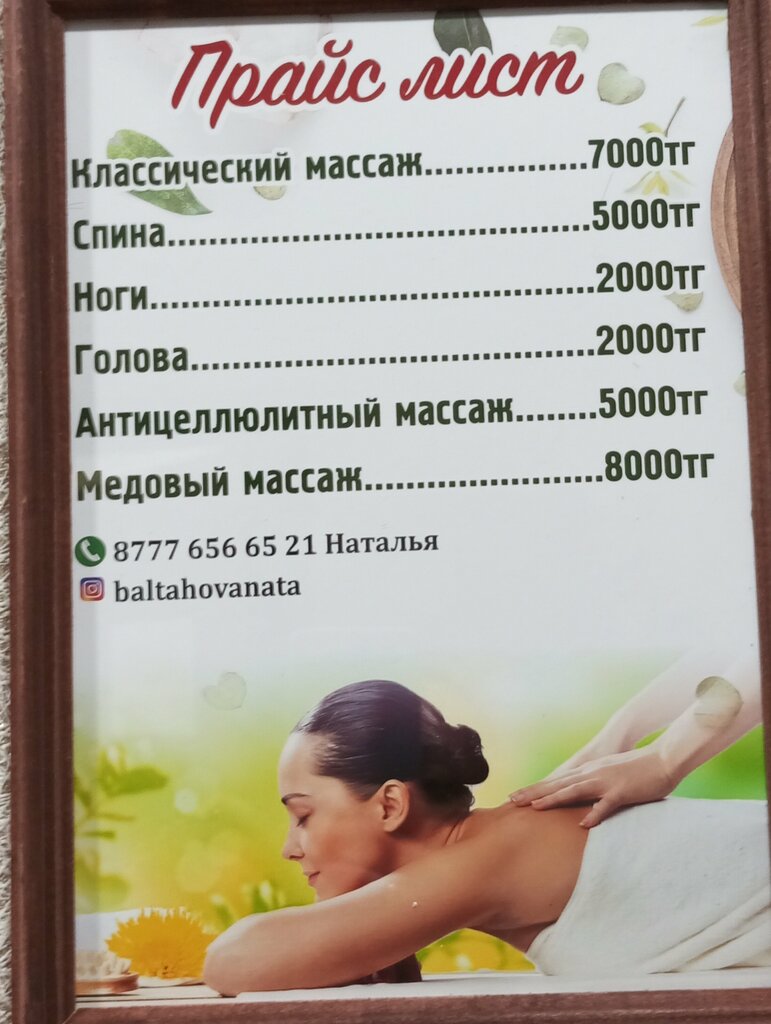 Прайс лист
Классический массаж................7000тг
Спина.........................................5000тг
Ноги...........................................2000тг
Голова.......................................2000тг
Антицеллюлитный массаж........5000тг
Медовый массаж.......................8000тг
8777 656 65 21 Наталья
baltahovanata